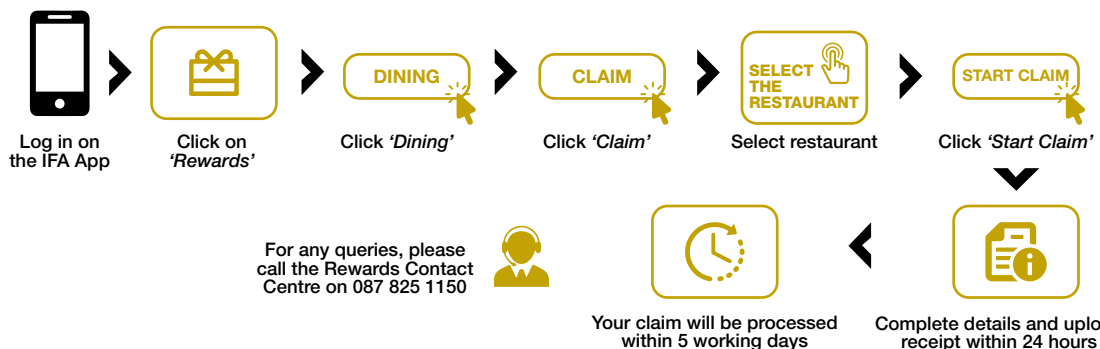 DINING
CLAIM
SELECT
THE
RESTAURANT
START CLAIM
Log in on
the IFA App
Click on
'Rewards'
Click 'Dining'
Click 'Claim'
Select restaurant
Click 'Start Claim'
For any queries, please
call the Rewards Contact
Centre on 087 825 1150
Your claim will be processed
within 5 working days
Complete details and uplo
receipt within 24 hours